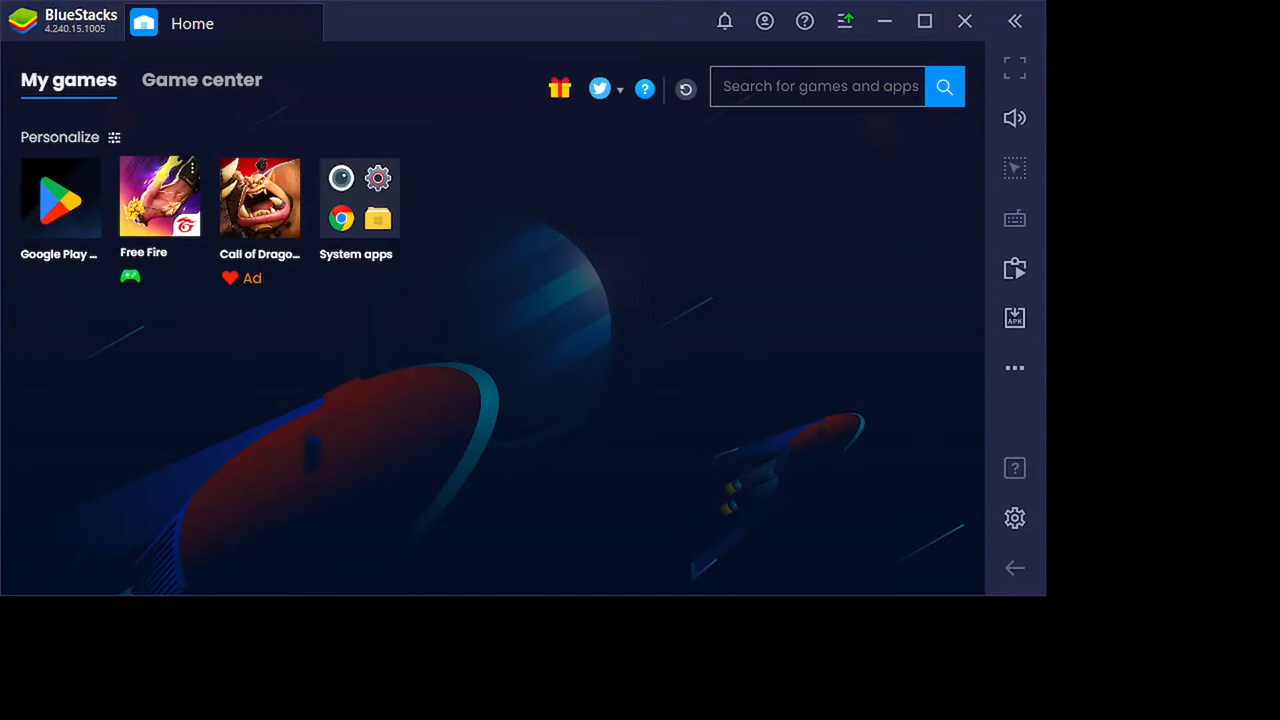 BlueStacks
4.240.15.1005
Home
My games
Game center
Search for games and apps
Personalize
Google Play ...
Free Fire
Call of Drago...
System apps
Ad
APK